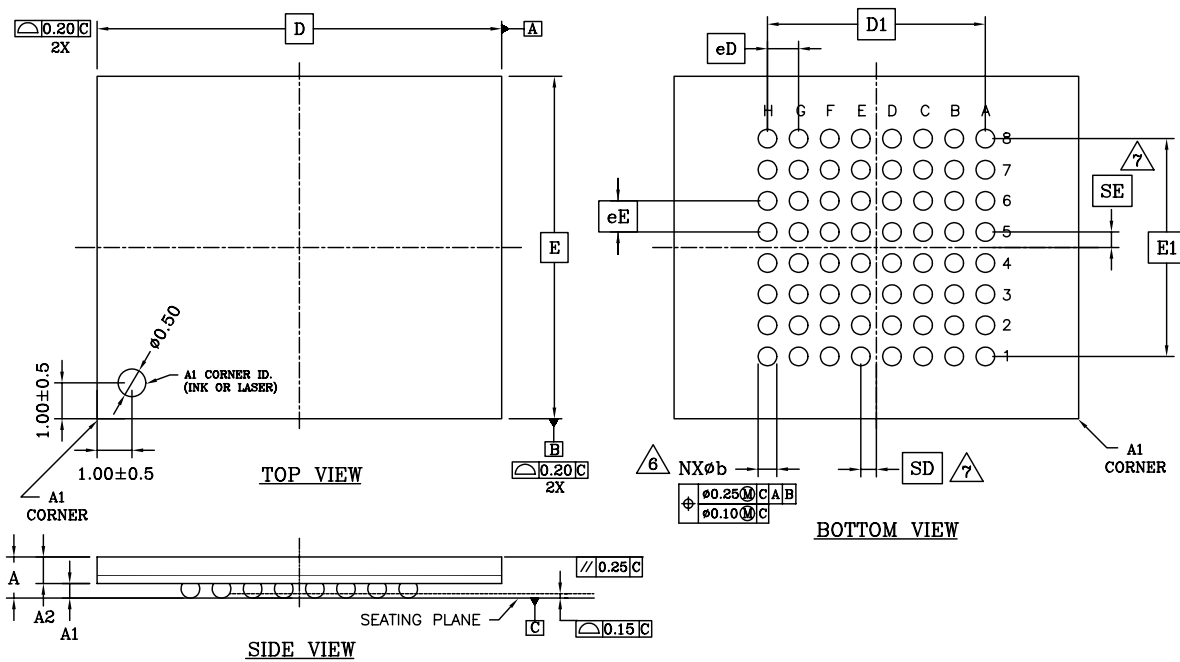 ⌓ 0.20 C
2X
D
A
E
Ø0.50
A1 CORNER ID.
(INK OR LASER)
1.00±0.5
1.00±0.5
A1
CORNER
TOP VIEW
B
⌓ 0.20 C
2X
D1
eD
H G F E D C B A
8
7
6
5
4
3
2
1
7
SE
eE
E1
6 NXØb
SD 7
⌖ Ø0.25 Ⓜ C A B
Ø0.10 Ⓜ C
A1
CORNER
BOTTOM VIEW
A
A2
A1
// 0.25 C
SEATING PLANE
C
⌓ 0.15 C
SIDE VIEW